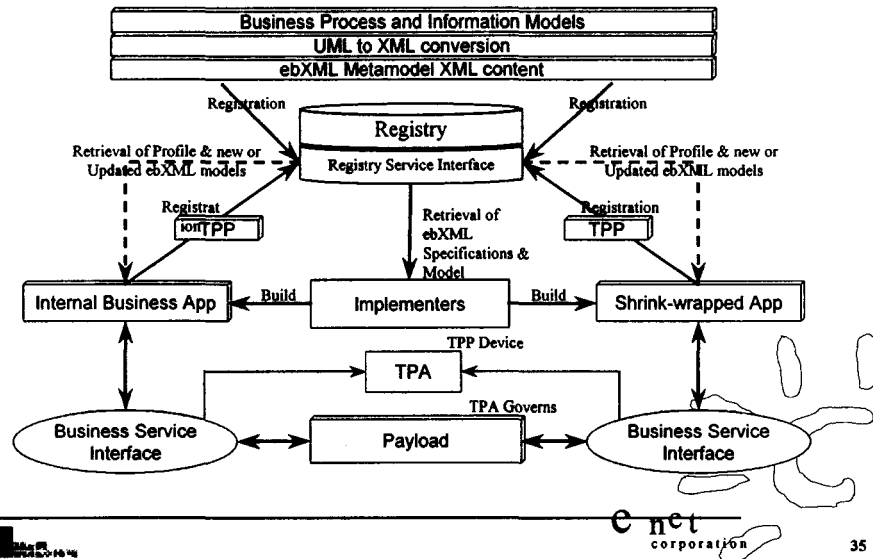 Business Process and Information Models
UML to XML conversion
ebXML Metamodel XML content
Registration
Registration
Registry
Registry Service Interface
Retrieval of Profile & new or
Updated ebXML models
Retrieval of Profile & new or
Updated ebXML models
Registrat
ion
TPP
Registration
TPP
Retrieval of
ebXML
Specifications &
Model
Internal Business App
Build
Implementers
Build
Shrink-wrapped App
TPP Device
TPA
TPA Governs
Business Service
Interface
Payload
Business Service
Interface
e net
corporation
35